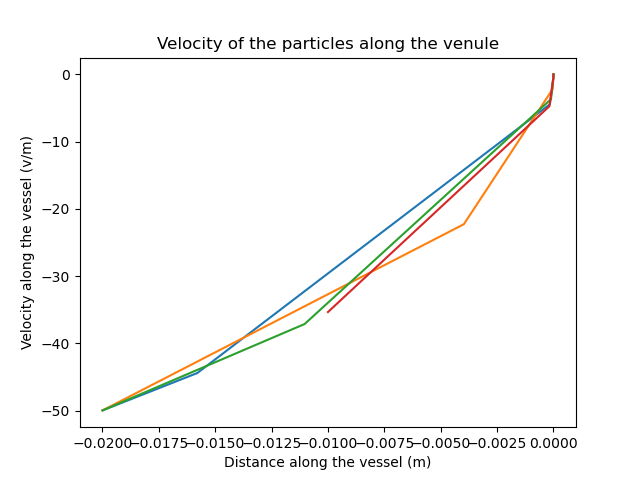 Velocity of the particles along the venule
Velocity along the vessel (v/m)
0
−10
−20
−30
−40
−50
−0.0200 −0.0175 −0.0150 −0.0125 −0.0100 −0.0075 −0.0050 −0.0025 0.0000
Distance along the vessel (m)